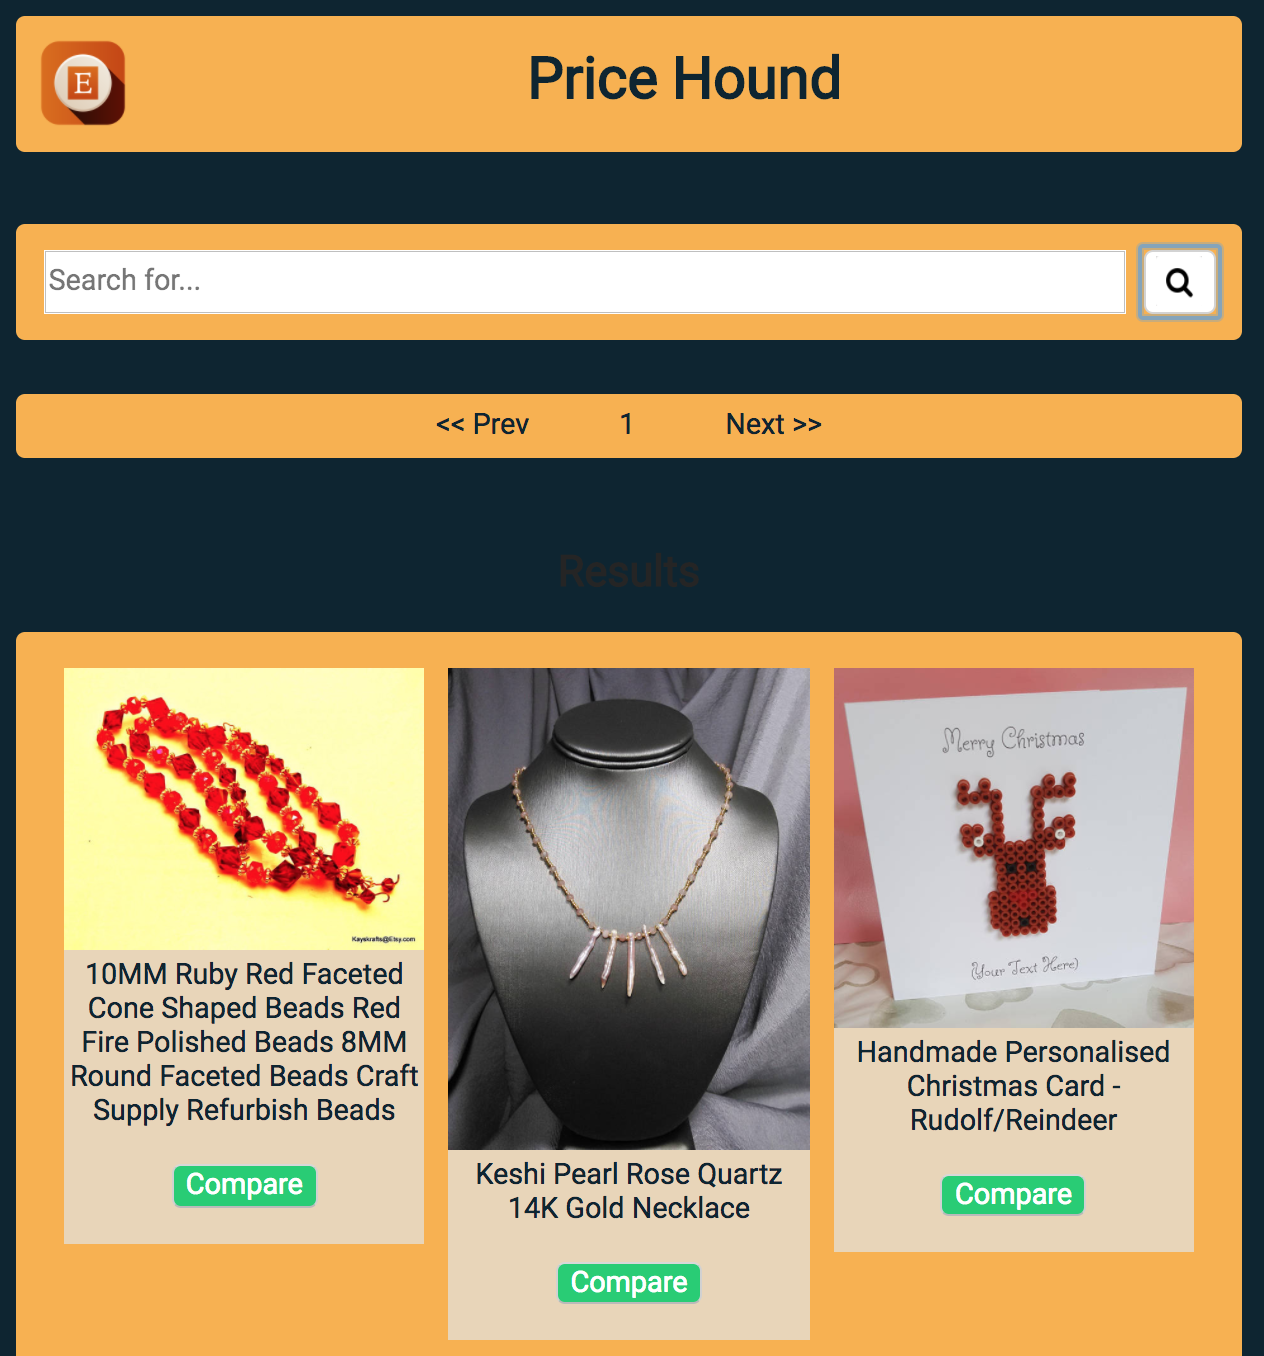 E
Price Hound
Search for...
<< Prev 1 Next >>
Results
Kayskrafts@Etsy.com
10MM Ruby Red Faceted
Cone Shaped Beads Red
Fire Polished Beads 8MM
Round Faceted Beads Craft
Supply Refurbish Beads
Compare
Keshi Pearl Rose Quartz
14K Gold Necklace
Compare
Merry Christmas
(Your Text Here)
Handmade Personalised
Christmas Card -
Rudolf/Reindeer
Compare